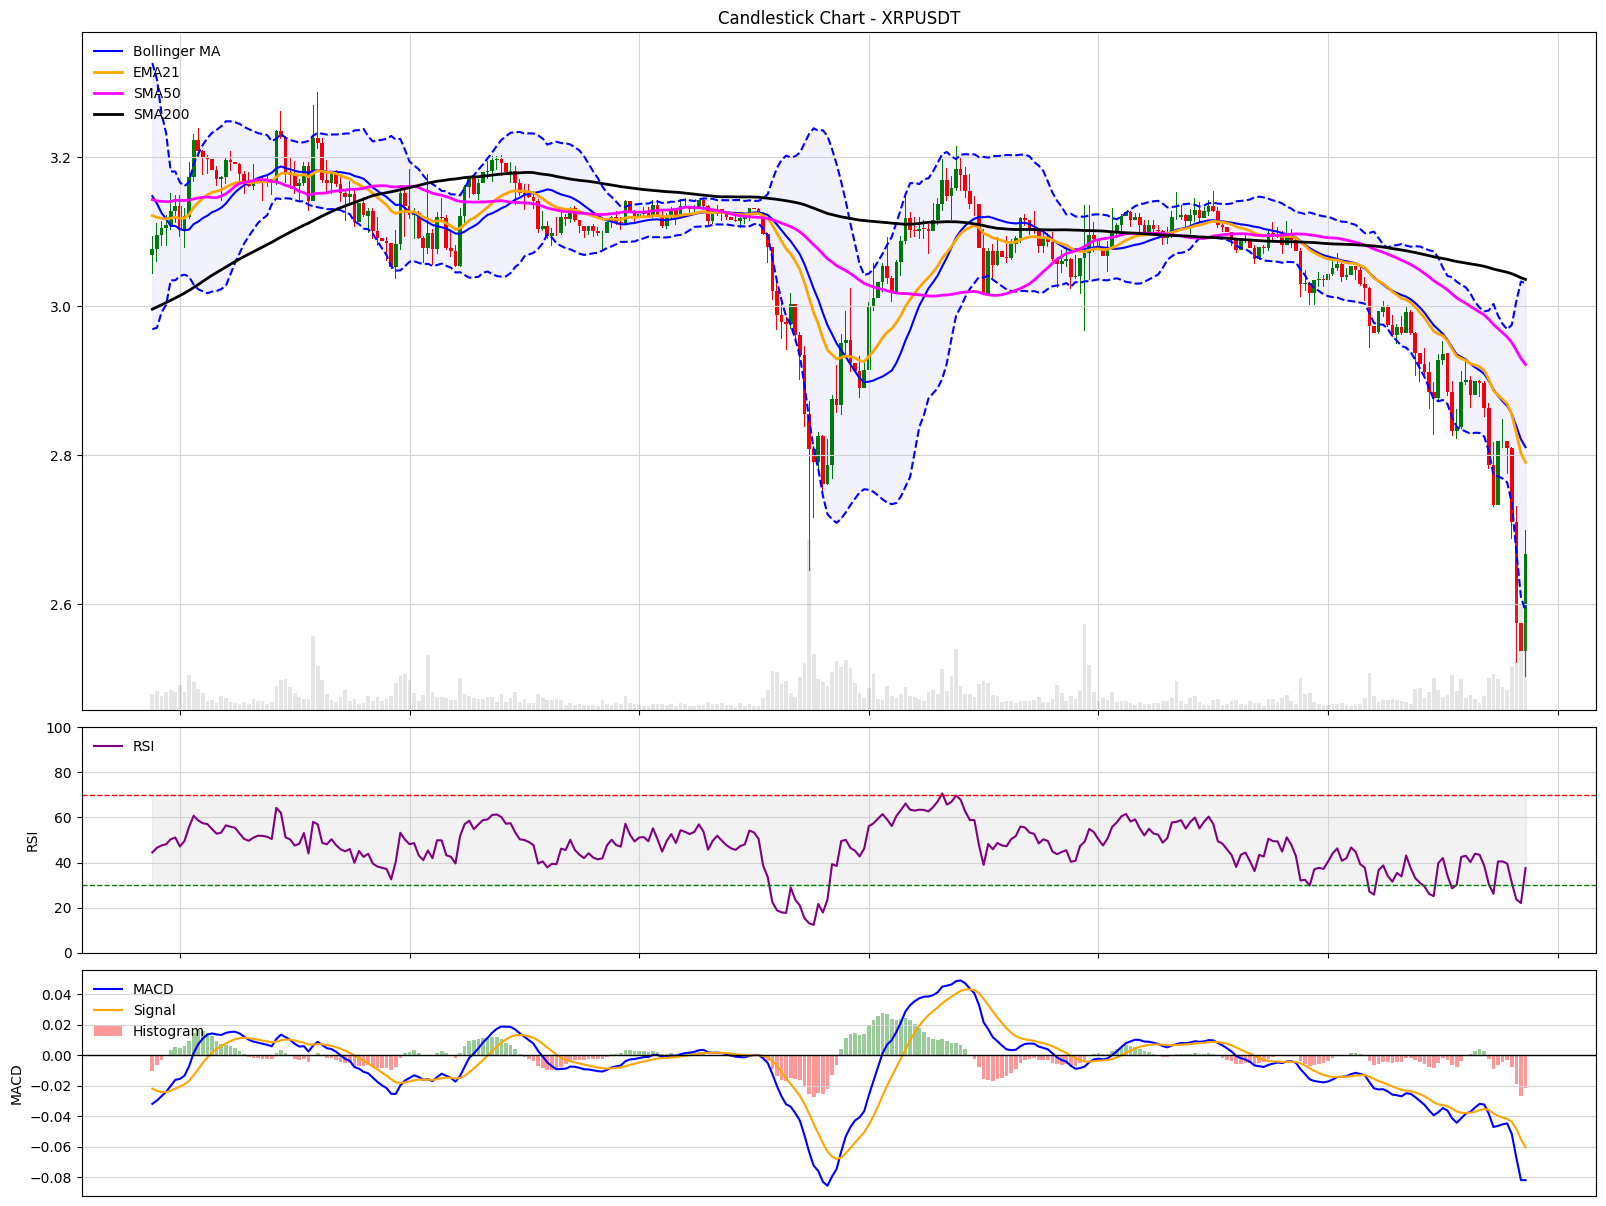 Candlestick Chart - XRPUSDT
Bollinger MA
EMA21
SMA50
SMA200
3.2
3.0
2.8
2.6
100
80
60
40
20
0
RSI
RSI
0.04
0.02
0.00
−0.02
−0.04
−0.06
−0.08
MACD
MACD
Signal
Histogram